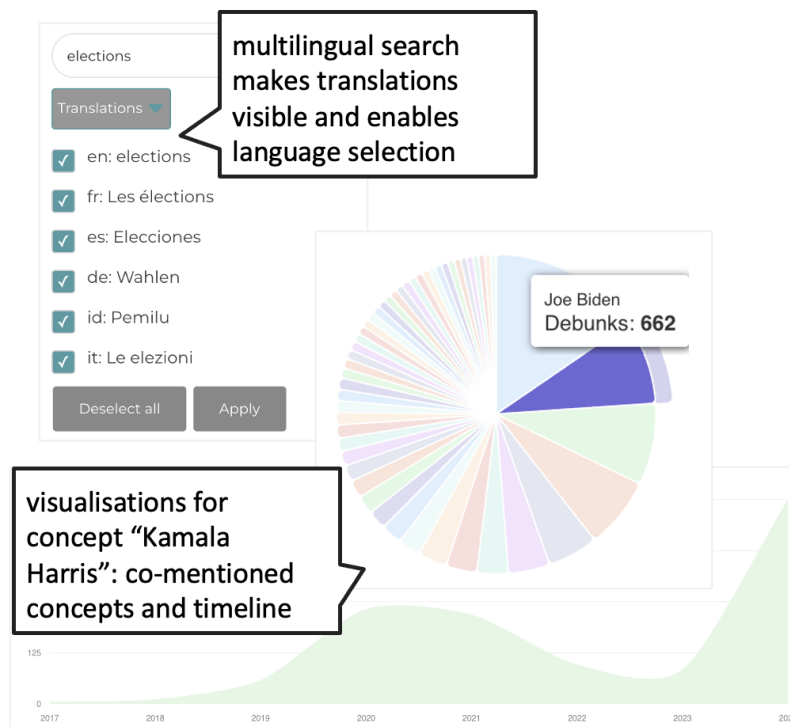 elections
Translations
en: elections
fr: Les élections
es: Elecciones
de: Wahlen
id: Pemilu
it: Le elezioni
Deselect all
Apply
multilingual search
makes translations
visible and enables
language selection
Joe Biden
Debunks: 662
visualisations for
concept “Kamala
Harris”: co-mentioned
concepts and timeline
125
0
2017
2018
2019
2020
2021
2022
2023